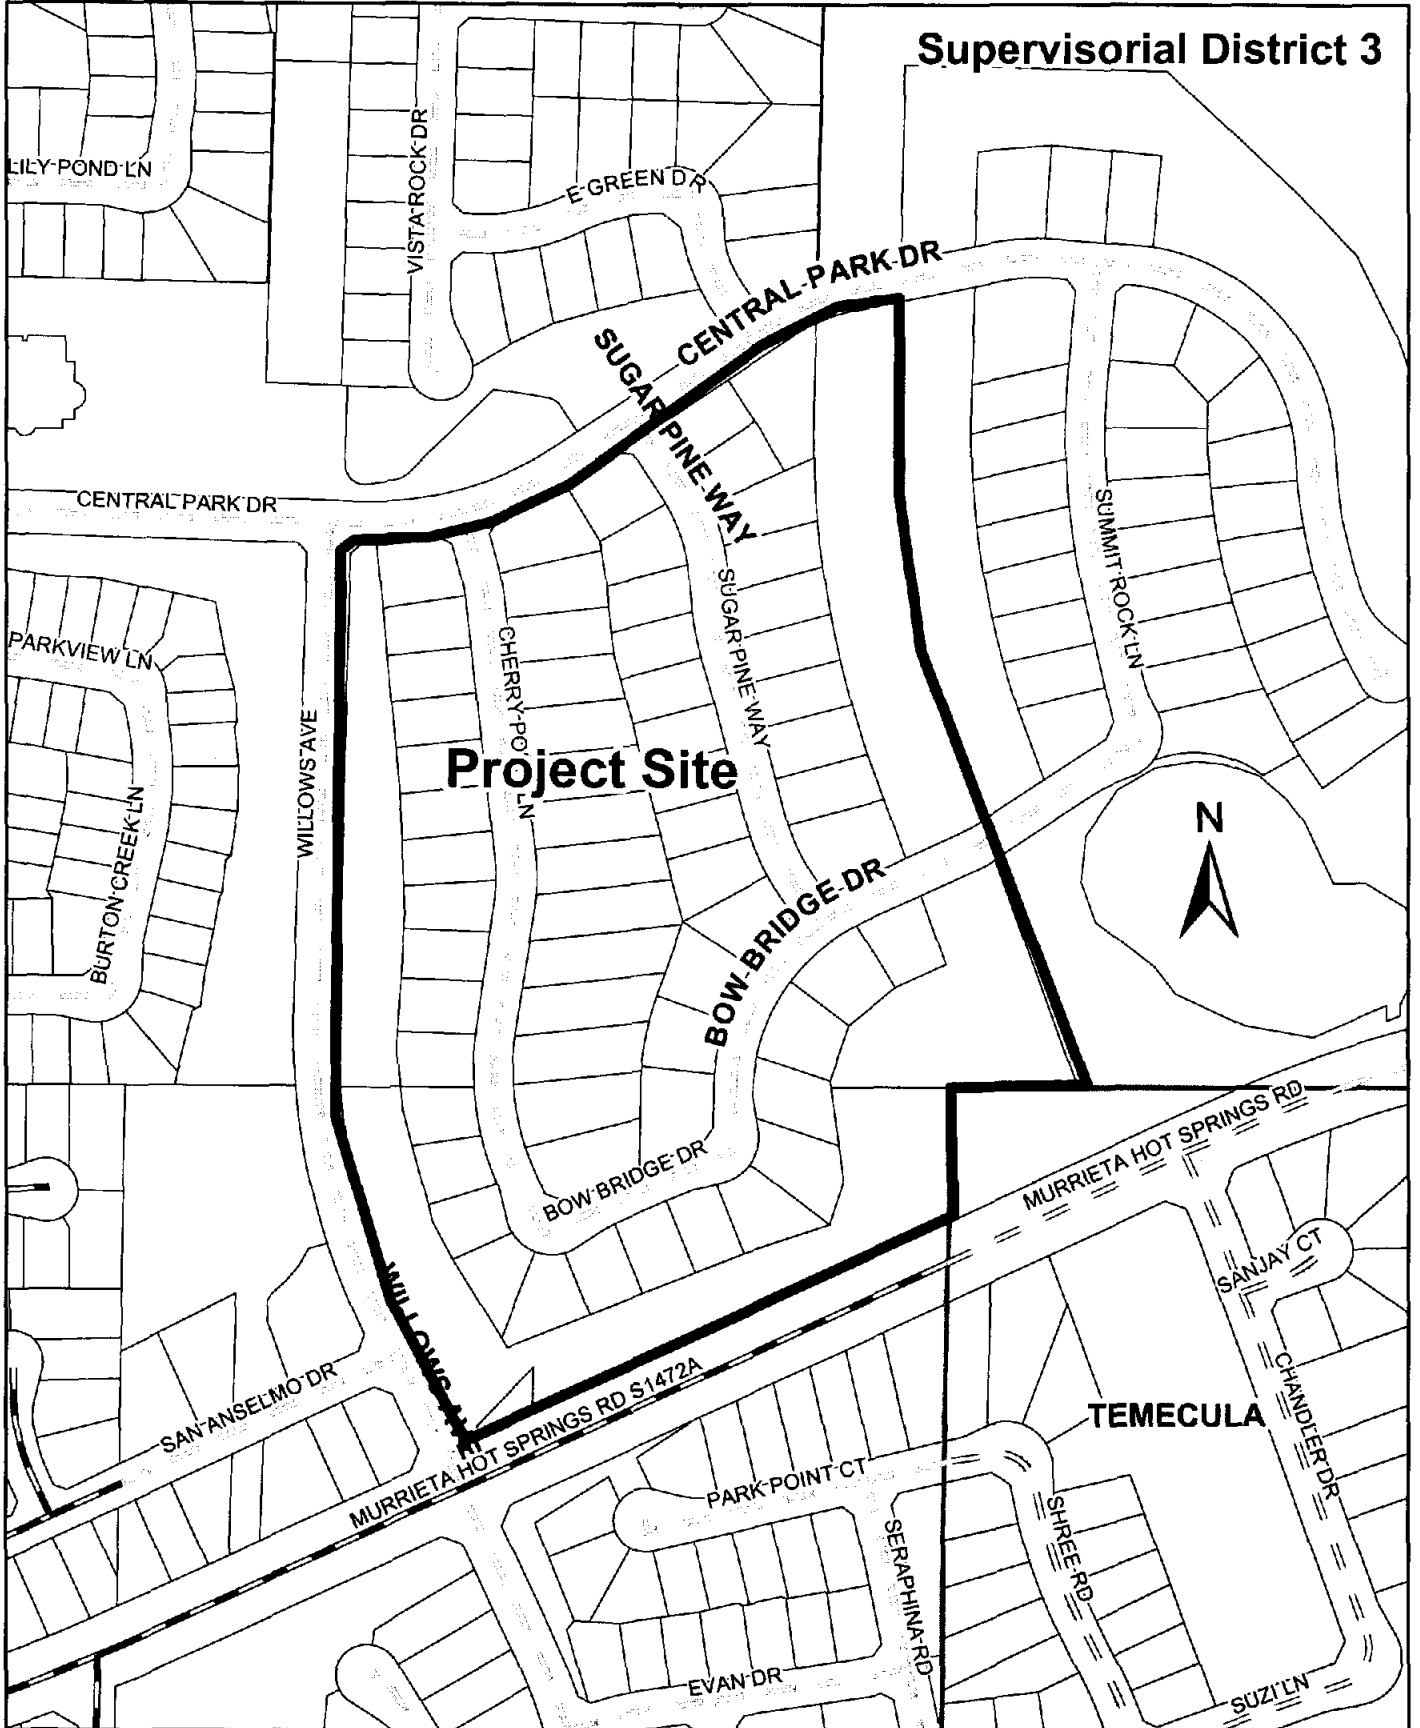 Supervisorial District 3
LILY POND LN
VISTA ROCK DR
E GREEN DR
CENTRAL PARK DR
SUGAR PINE WAY
CENTRAL PARK DR
SUMMIT ROCK LN
SUGAR PINE WAY
PARKVIEW LN
CHERRY POND LN
WILLOWS AVE
Project Site
BURTON CREEK LN
N
BOW BRIDGE DR
MURRIETA HOT SPRINGS RD
BOW BRIDGE DR
SANJAY CT
WILLOWS AVE
SAN ANSELMO DR
MURRIETA HOT SPRINGS RD S1472A
CHANDLER DR
TEMECULA
PARK POINT CT
SHREE RD
SERAPHINA RD
EVAN DR
SUZI LN